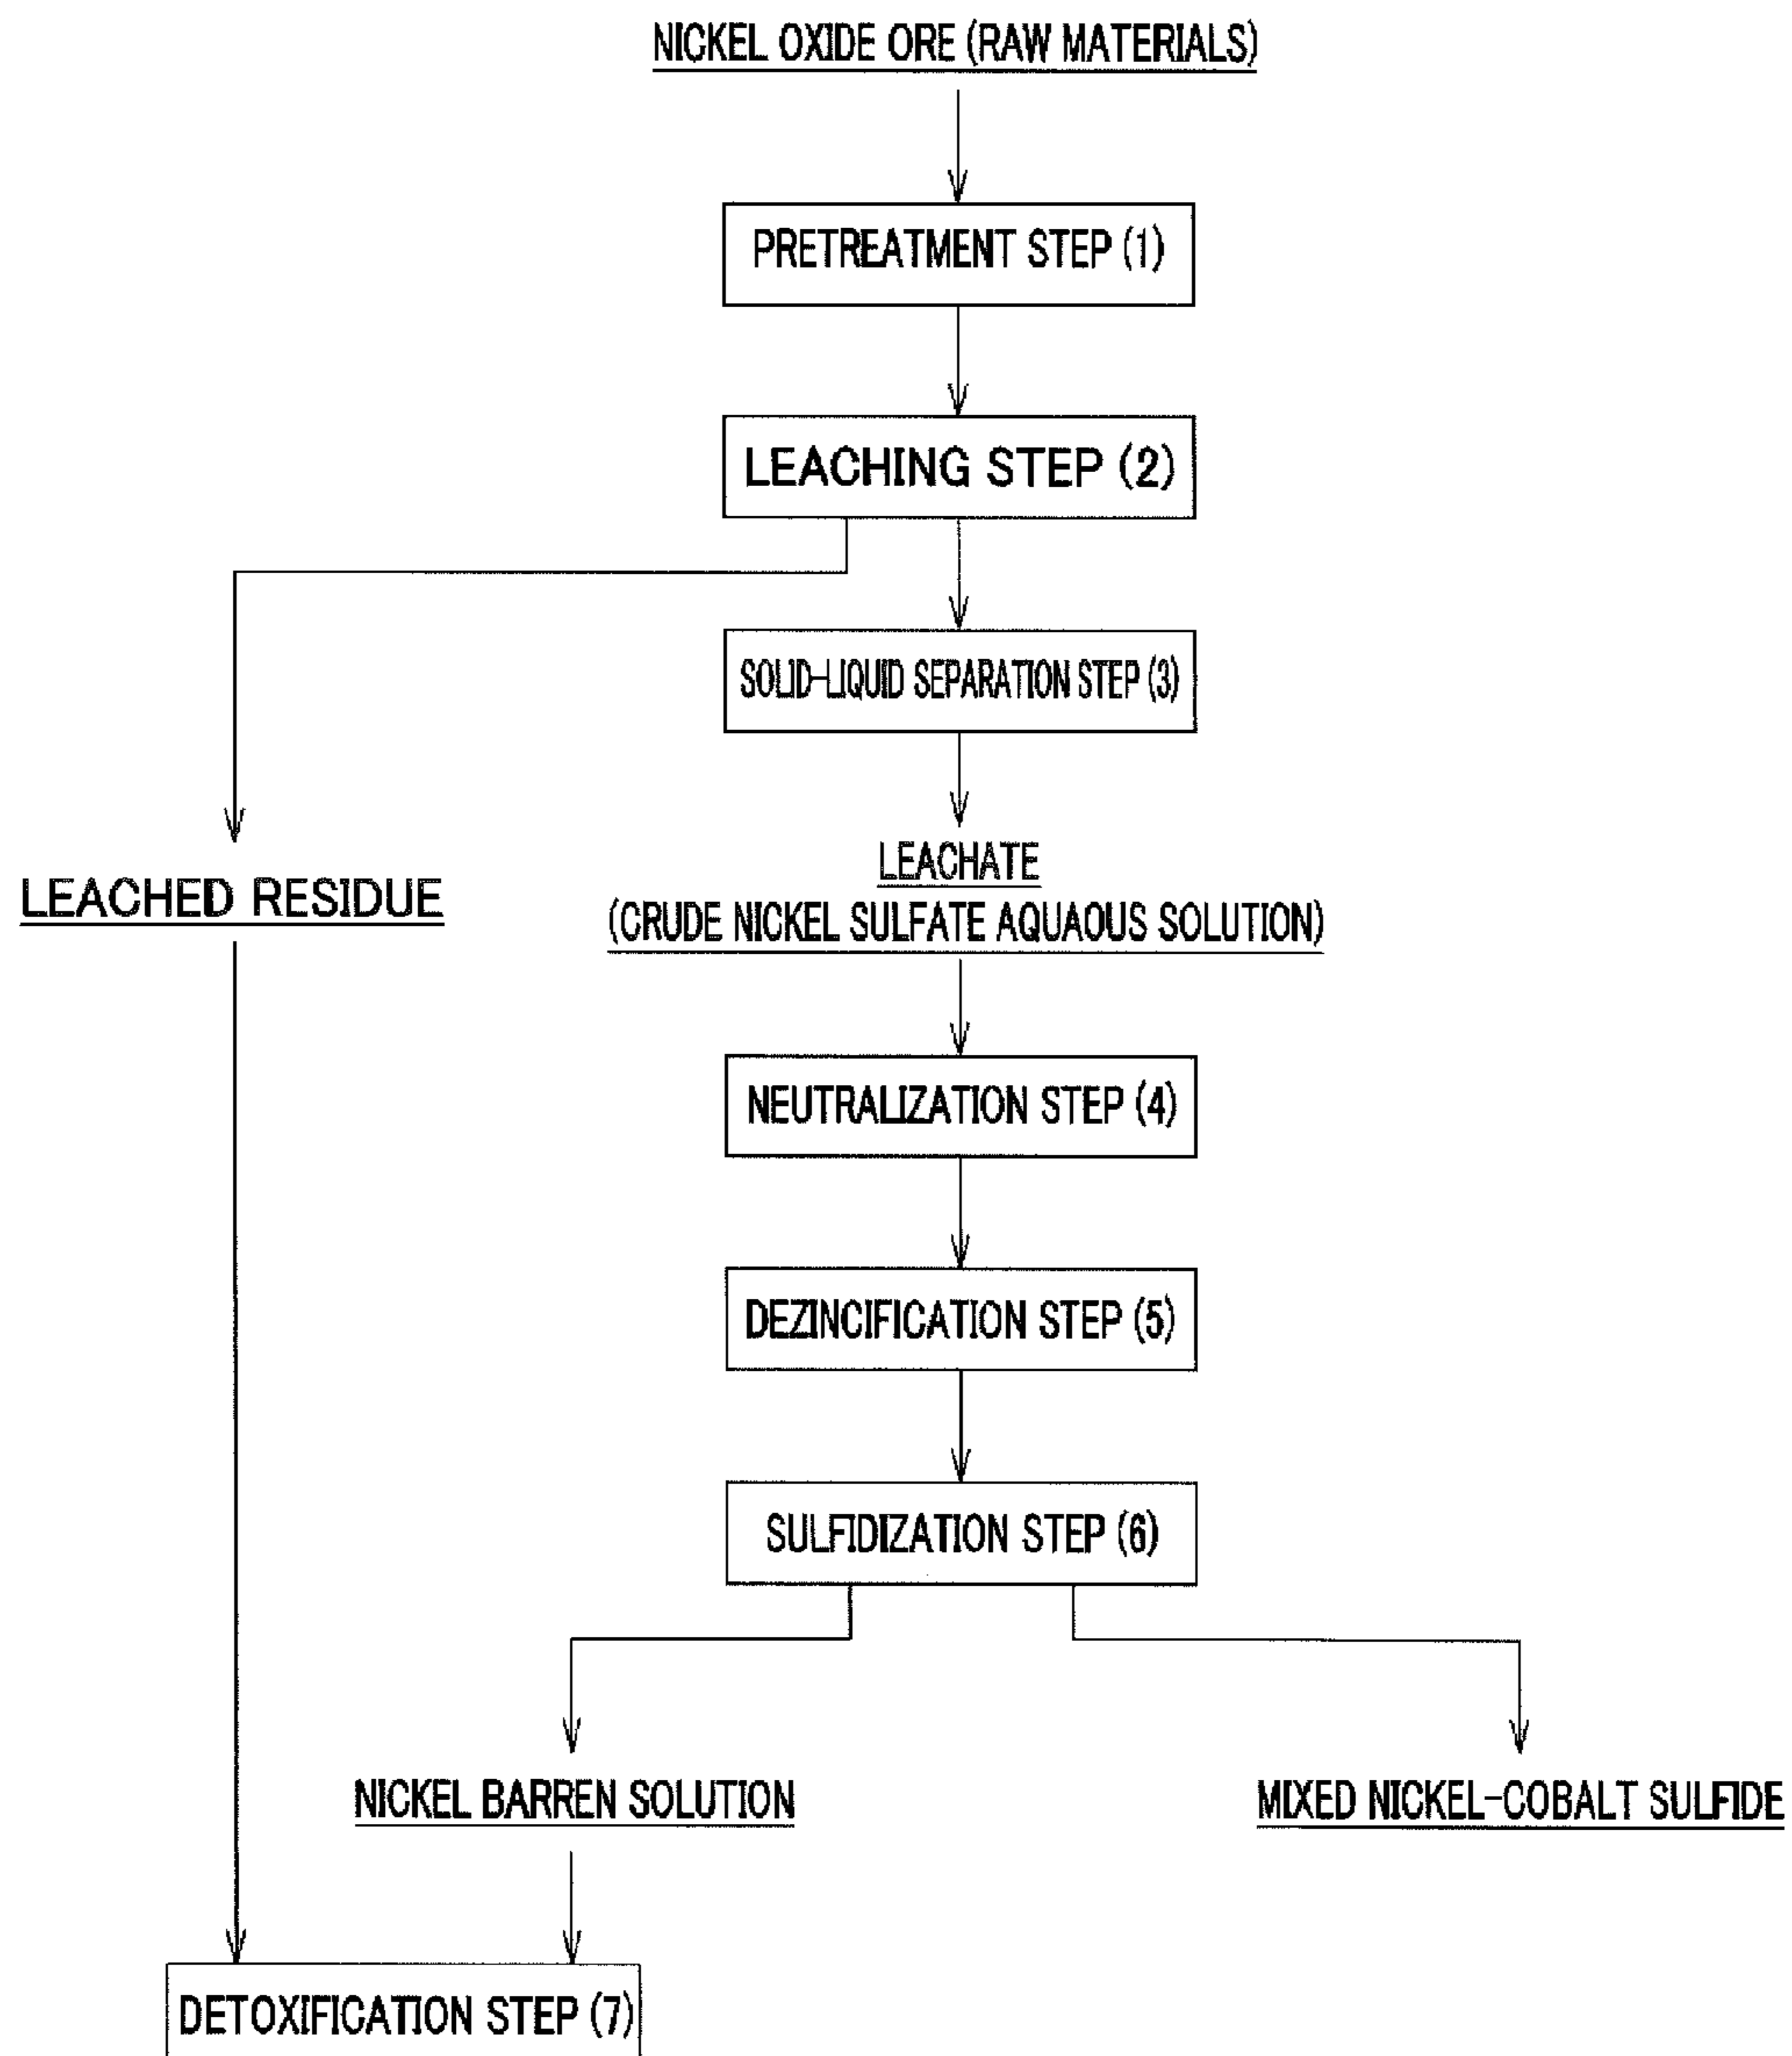 NICKEL OXIDE ORE (RAW MATERIALS)
PRETREATMENT STEP (1)
LEACHING STEP (2)
SOLID-LIQUID SEPARATION STEP (3)
LEACHATE
LEACHED RESIDUE
(CRUDE NICKEL SULFATE AQUAOUS SOLUTION)
NEUTRALIZATION STEP (4)
DEZINCIFICATION STEP (5)
SULFIDIZATION STEP (6)
NICKEL BARREN SOLUTION
MIXED NICKEL-COBALT SULFIDE
DETOXIFICATION STEP (7)